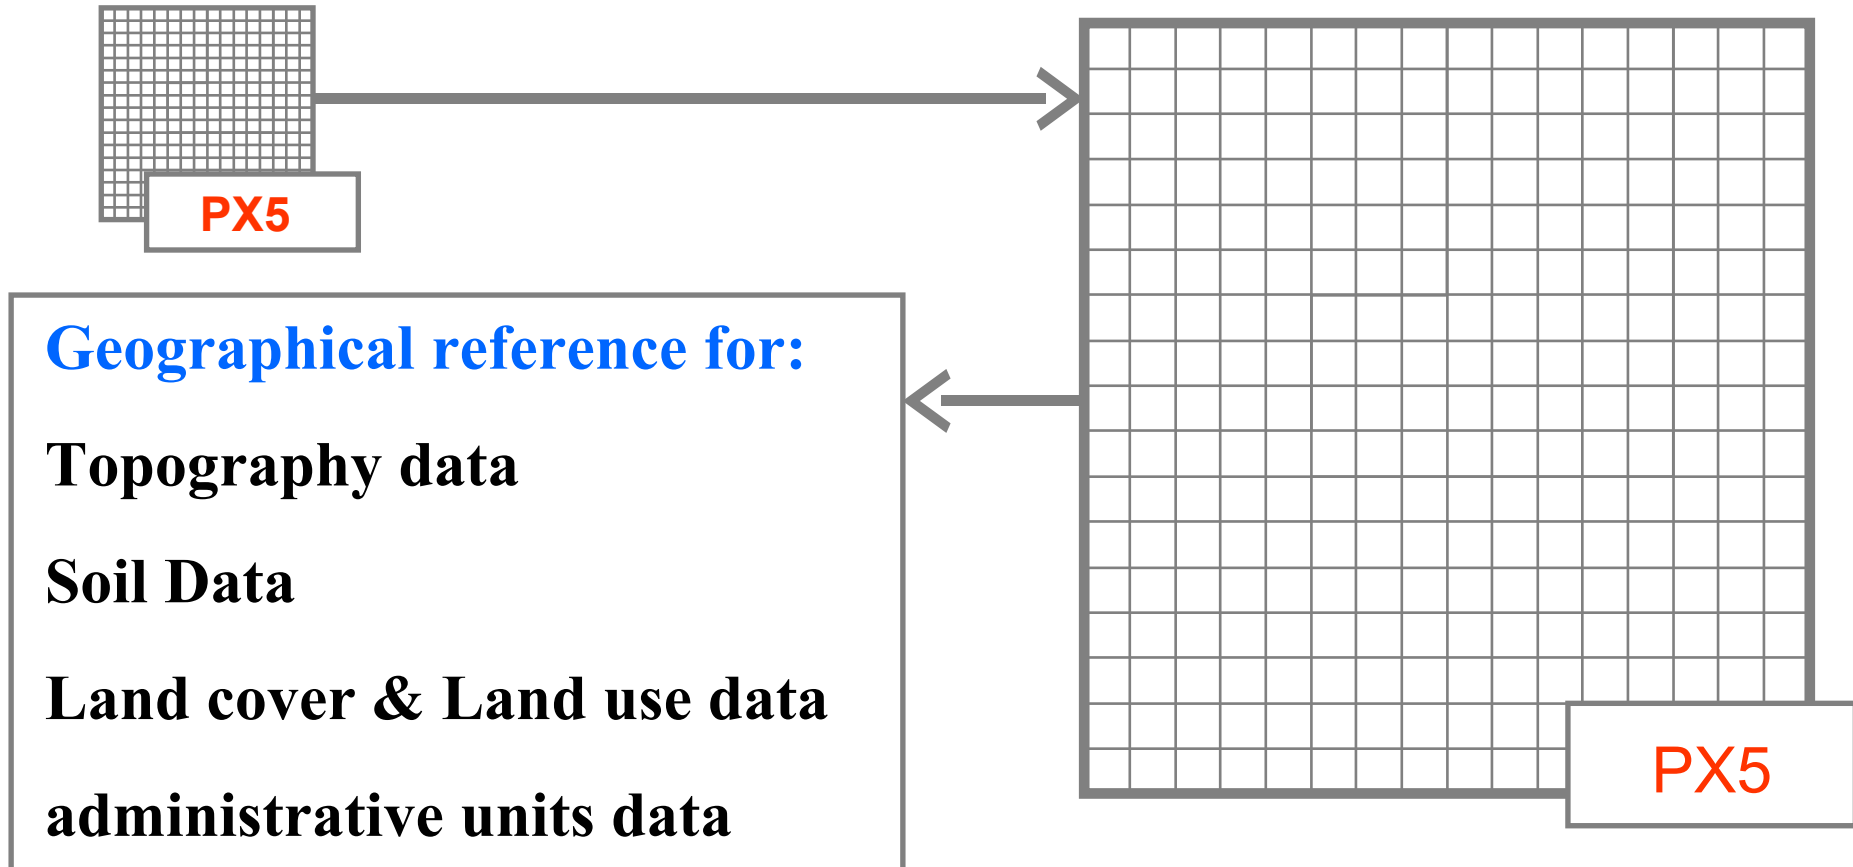 PX5
Geographical reference for:
Topography data
Soil Data
Land cover & Land use data
administrative units data
PX5